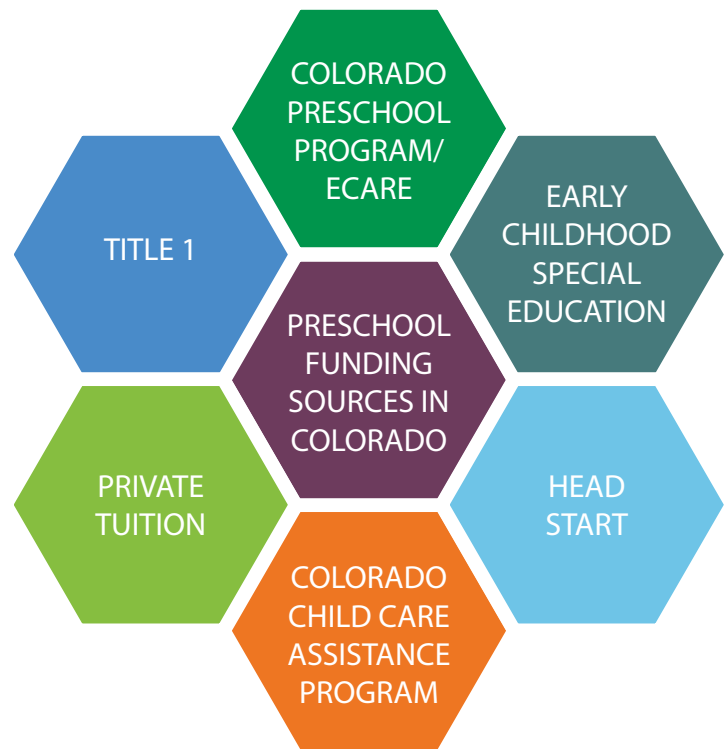 COLORADO
PRESCHOOL
PROGRAM/
ECARE
EARLY
CHILDHOOD
SPECIAL
EDUCATION
TITLE 1
PRESCHOOL
FUNDING
SOURCES IN
COLORADO
PRIVATE
TUITION
HEAD
START
COLORADO
CHILD CARE
ASSISTANCE
PROGRAM